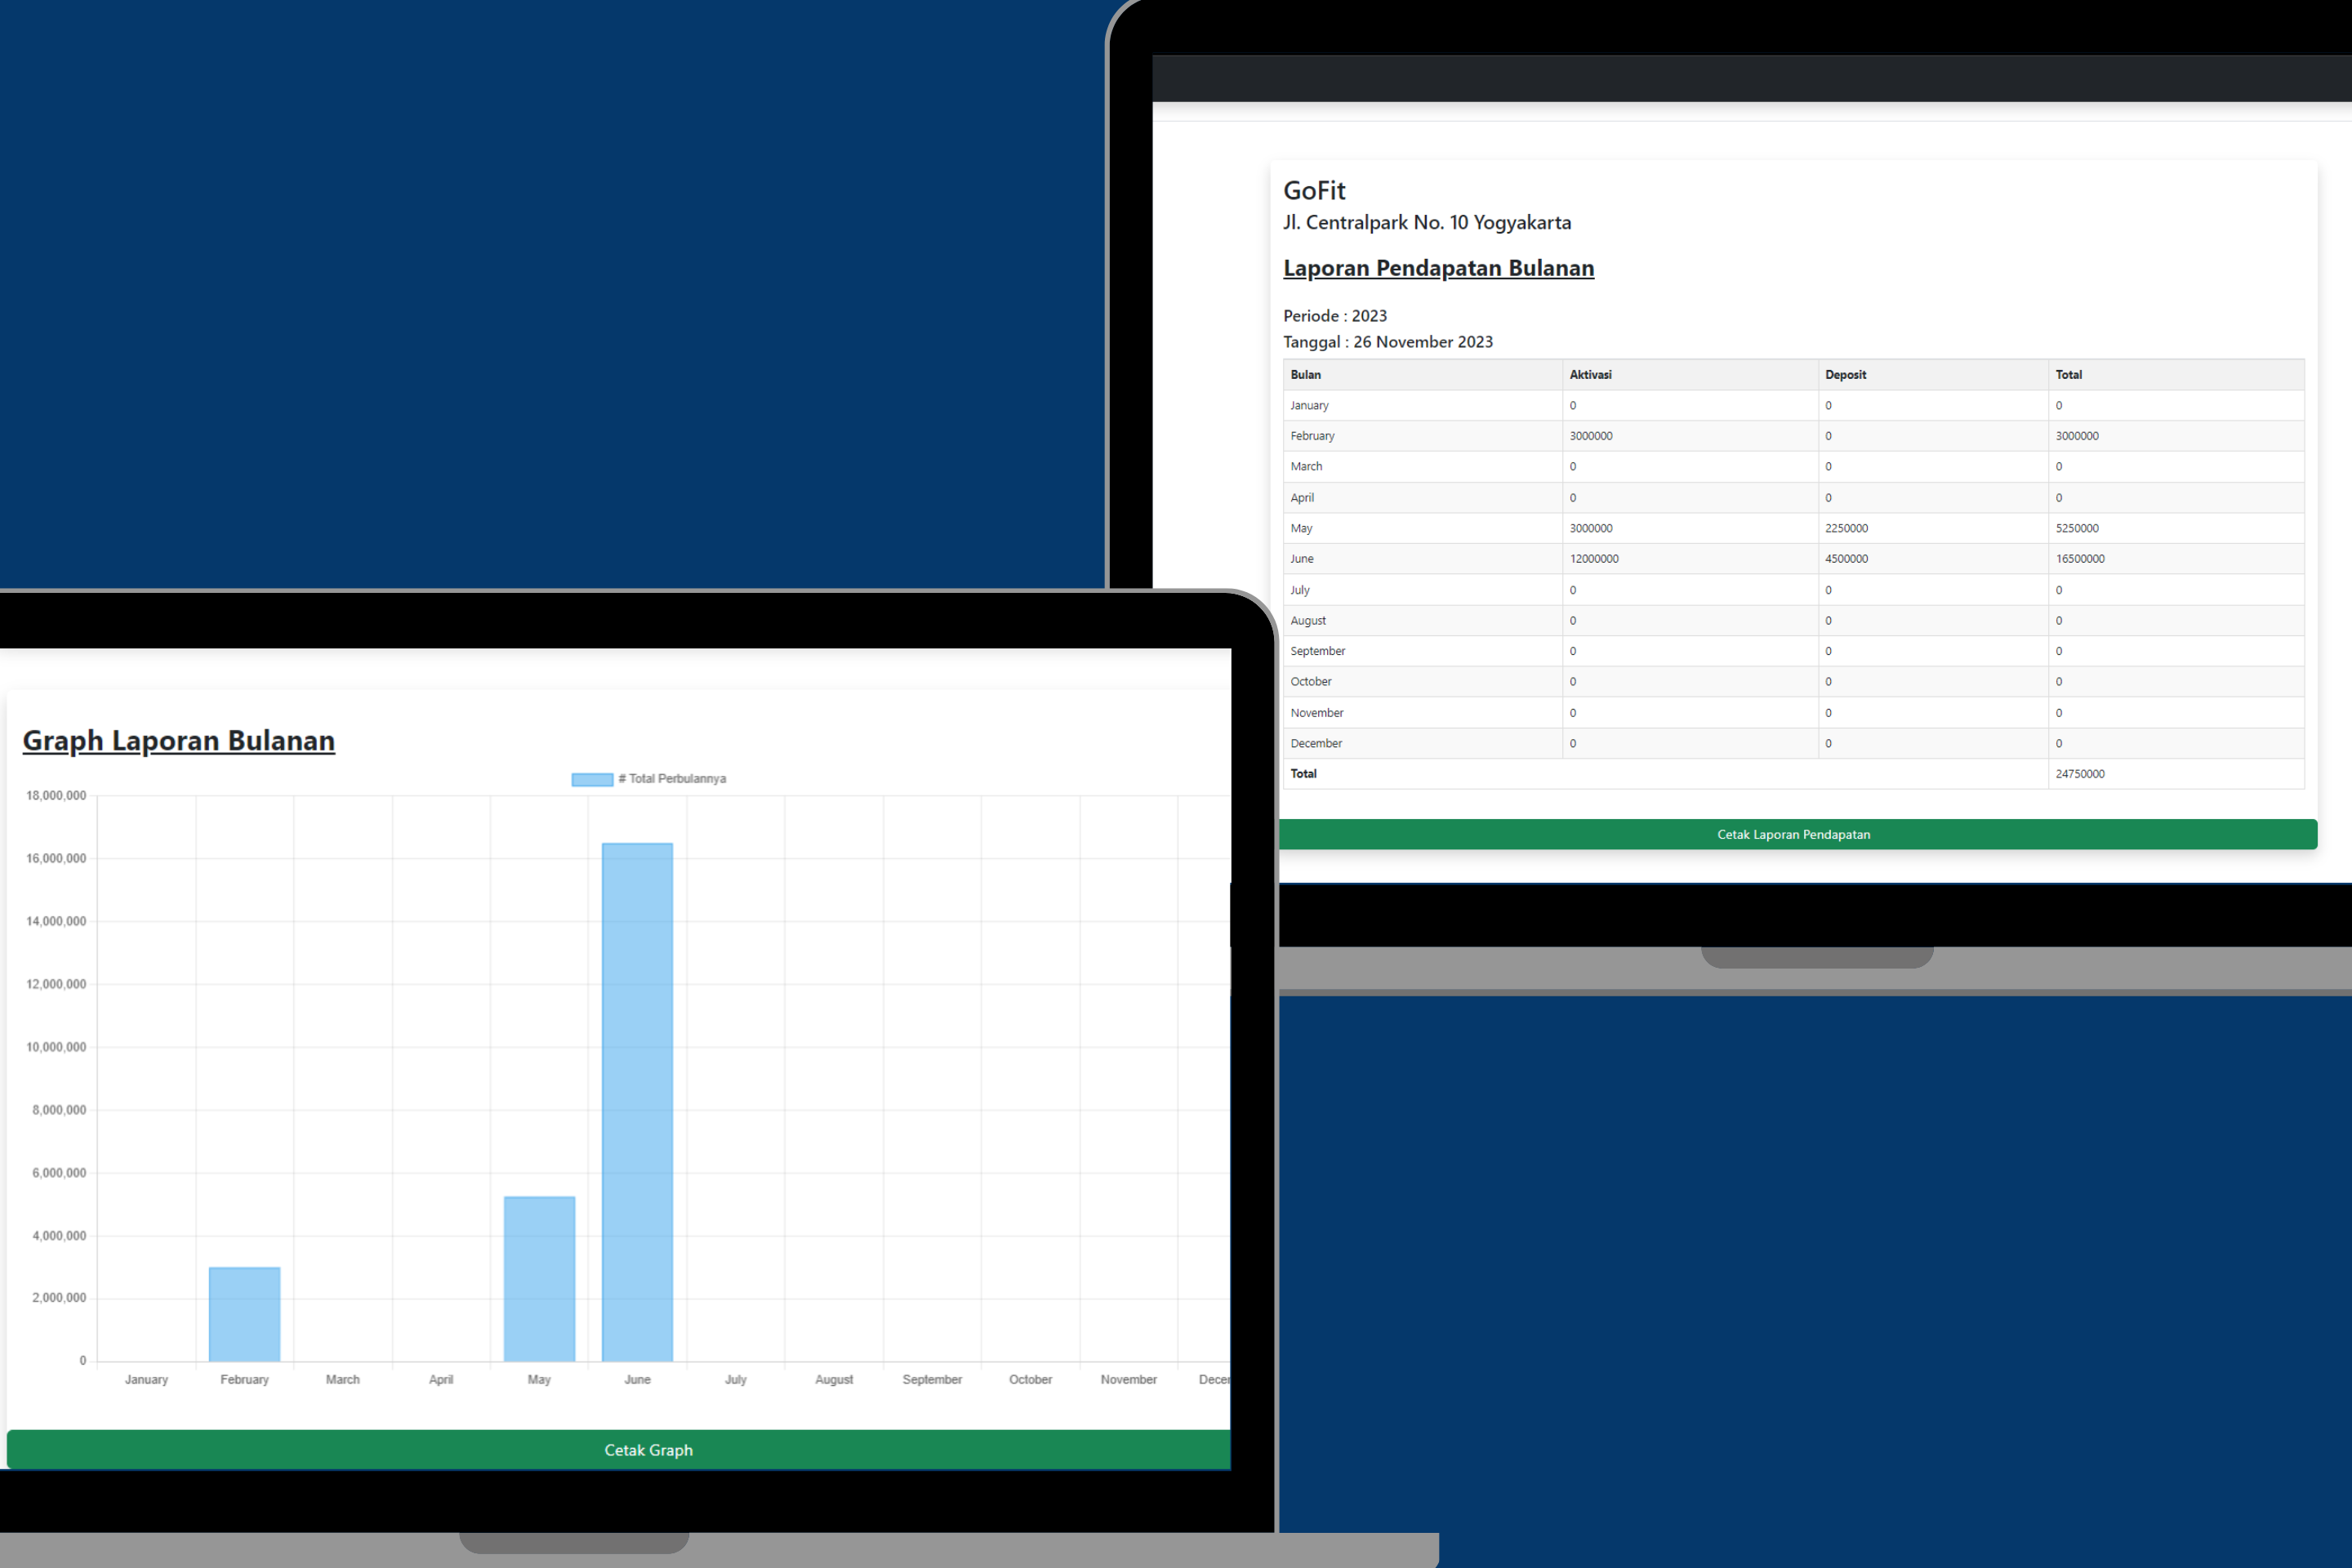 GoFit
Jl. Centralpark No. 10 Yogyakarta
Laporan Pendapatan Bulanan
Periode : 2023
Tanggal : 26 November 2023
Bulan Aktivasi Deposit Total
January 0 0 0
February 3000000 0 3000000
March 0 0 0
April 0 0 0
May 3000000 2250000 5250000
June 12000000 4500000 16500000
July 0 0 0
August 0 0 0
September 0 0 0
October 0 0 0
November 0 0 0
December 0 0 0
Total 24750000
Cetak Laporan Pendapatan
Graph Laporan Bulanan
# Total Perbulannya
18,000,000
16,000,000
14,000,000
12,000,000
10,000,000
8,000,000
6,000,000
4,000,000
2,000,000
0
January February March April May June July August September October November Decem
Cetak Graph